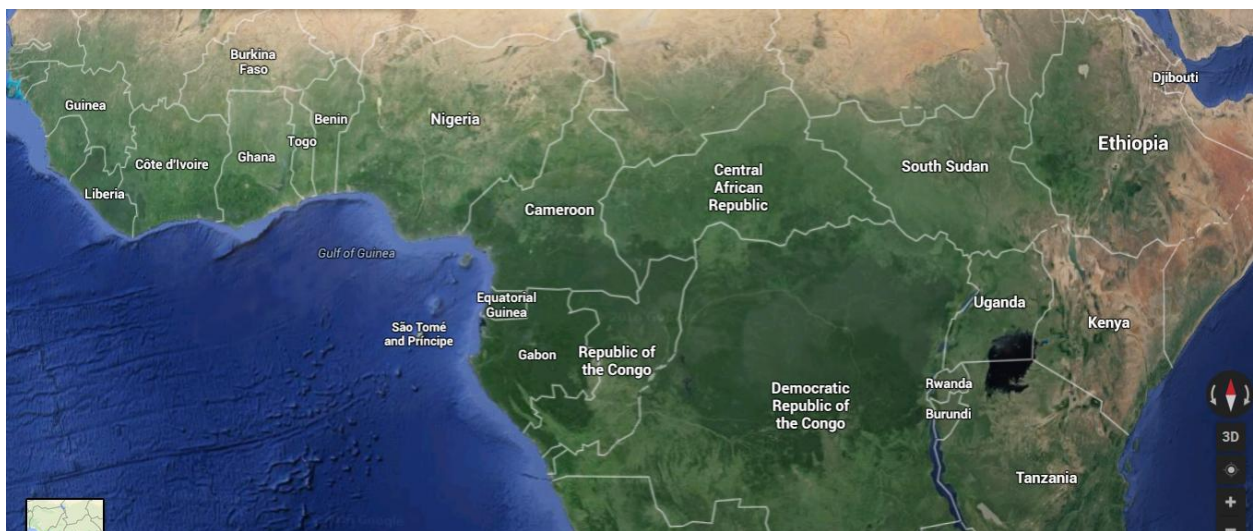 Burkina
Faso
Djibouti
Guinea
Benin
Nigeria
Togo
Ghana
Ethiopia
Côte d'Ivoire
South Sudan
Central
African
Republic
Liberia
Cameroon
Gulf of Guinea
Equatorial
Guinea
Uganda
São Tomé
and Príncipe
Kenya
Gabon
Republic of
the Congo
Democratic
Republic of
the Congo
Rwanda
Burundi
3D
Tanzania
+